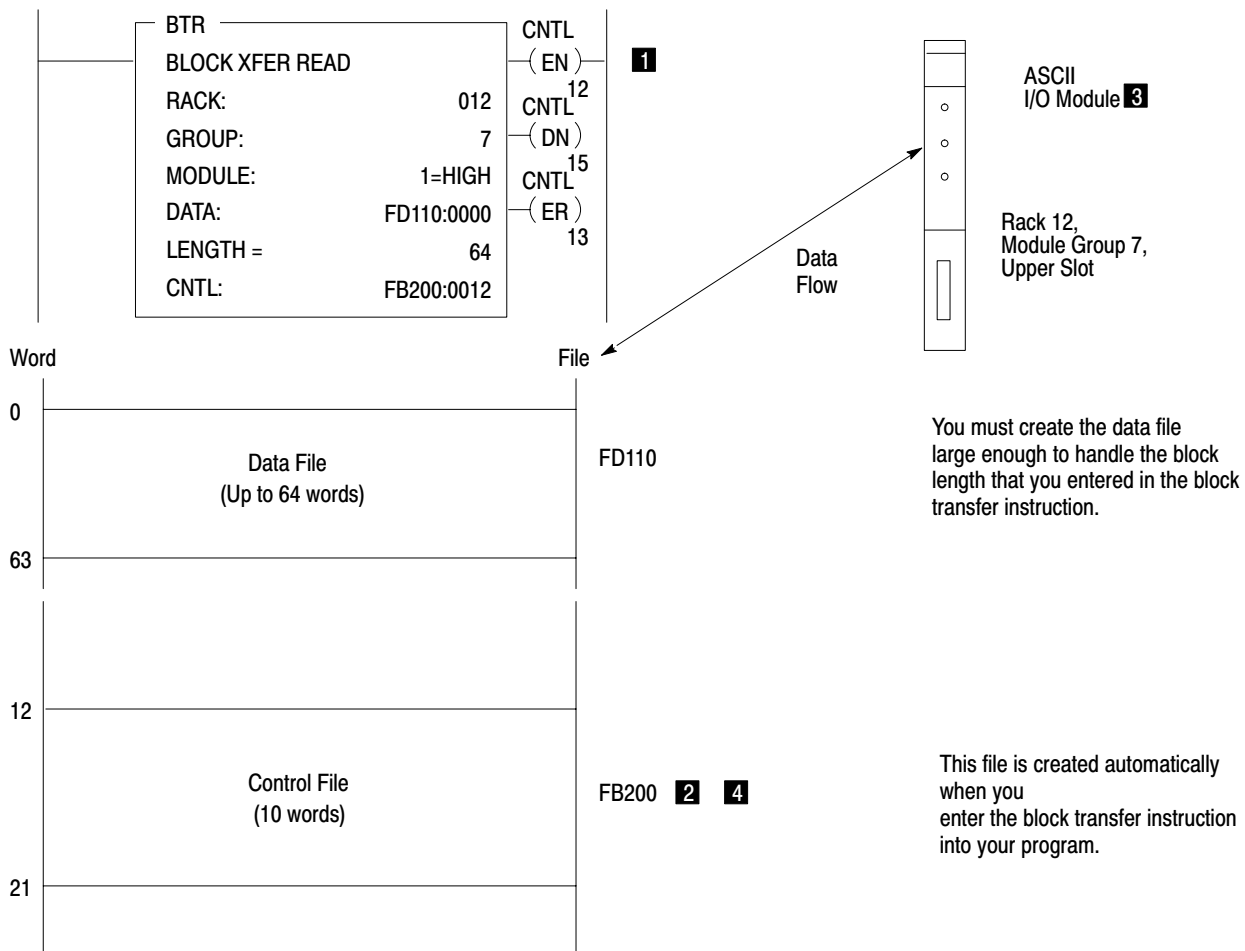 BTR
BLOCK XFER READ
RACK: 012
GROUP: 7
MODULE: 1=HIGH
DATA: FD110:0000
LENGTH = 64
CNTL: FB200:0012
CNTL
EN
12
CNTL
DN
15
CNTL
ER
13
1
ASCII
I/O Module 3
Rack 12,
Module Group 7,
Upper Slot
Data
Flow
Word File
0
Data File
(Up to 64 words)
63
FD110
You must create the data file
large enough to handle the block
length that you entered in the block
transfer instruction.
12
Control File
(10 words)
21
FB200 2 4
This file is created automatically
when you
enter the block transfer instruction
into your program.